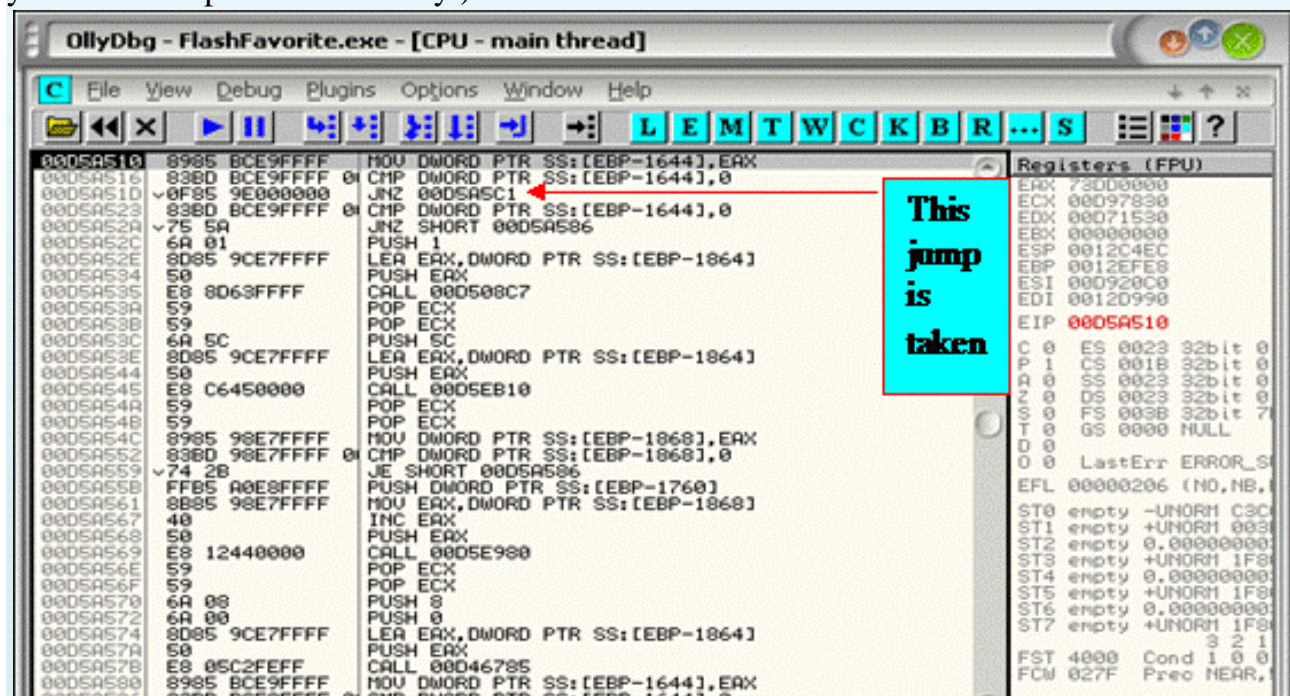 OllyDbg - FlashFavorite.exe - [CPU - main thread]
C File View Debug Plugins Options Window Help
L E M T W C K B R ... S ?
00D5A510 8985 BCE9FFFF MOV DWORD PTR SS:[EBP-1644],EAX
00D5A516 83BD BCE9FFFF 0 CMP DWORD PTR SS:[EBP-1644],0
00D5A51D 0F85 9E000000 JNZ 00D5A5C1
00D5A523 83BD BCE9FFFF 0 CMP DWORD PTR SS:[EBP-1644],0
00D5A52A 75 5A JNZ SHORT 00D5A586
00D5A52C 6A 01 PUSH 1
00D5A52E 8D85 9CE7FFFF LEA EAX,DWORD PTR SS:[EBP-1864]
00D5A534 50 PUSH EAX
00D5A535 E8 8D63FFFF CALL 00D508C7
00D5A53A 59 POP ECX
00D5A53B 59 POP ECX
00D5A53C 6A 5C PUSH 5C
00D5A53E 8D85 9CE7FFFF LEA EAX,DWORD PTR SS:[EBP-1864]
00D5A544 50 PUSH EAX
00D5A545 E8 C6450000 CALL 00D5EB10
00D5A54A 59 POP ECX
00D5A54B 59 POP ECX
00D5A54C 8985 98E7FFFF MOV DWORD PTR SS:[EBP-1868],EAX
00D5A552 83BD 98E7FFFF 0 CMP DWORD PTR SS:[EBP-1868],0
00D5A559 74 2B JE SHORT 00D5A586
00D5A55B FFB5 A0E8FFFF PUSH DWORD PTR SS:[EBP-1760]
00D5A561 8B85 98E7FFFF MOV EAX,DWORD PTR SS:[EBP-1868]
00D5A567 40 INC EAX
00D5A568 50 PUSH EAX
00D5A569 E8 12440000 CALL 00D5E980
00D5A56E 59 POP ECX
00D5A56F 59 POP ECX
00D5A570 6A 08 PUSH 8
00D5A572 6A 00 PUSH 0
00D5A574 8D85 9CE7FFFF LEA EAX,DWORD PTR SS:[EBP-1864]
00D5A57A 50 PUSH EAX
00D5A57B E8 05C2FEFF CALL 00D46785
00D5A580 8985 BCE9FFFF MOV DWORD PTR SS:[EBP-1644],EAX
This
jump
is
taken
Registers (FPU)
EAX 73DD0000
ECX 00D97830
EDX 00D71530
EBX 00000000
ESP 0012C4EC
EBP 0012EFE8
ESI 00D920C0
EDI 0012D990
EIP 00D5A510
C 0 ES 0023 32bit 0
P 1 CS 001B 32bit 0
A 0 SS 0023 32bit 0
Z 0 DS 0023 32bit 0
S 0 FS 003B 32bit 7
T 0 GS 0000 NULL
D 0
O 0 LastErr
EFL 00000206 (NO,NB,
ST0 empty -UNORM
ST1 empty +UNORM
ST2 empty
ST3 empty +UNORM
ST4 empty
ST5 empty +UNORM
ST6 empty
ST7 empty +UNORM
3 2 1
FST 4000 Cond 1 0 0
FCW 027F Prec NEAR,